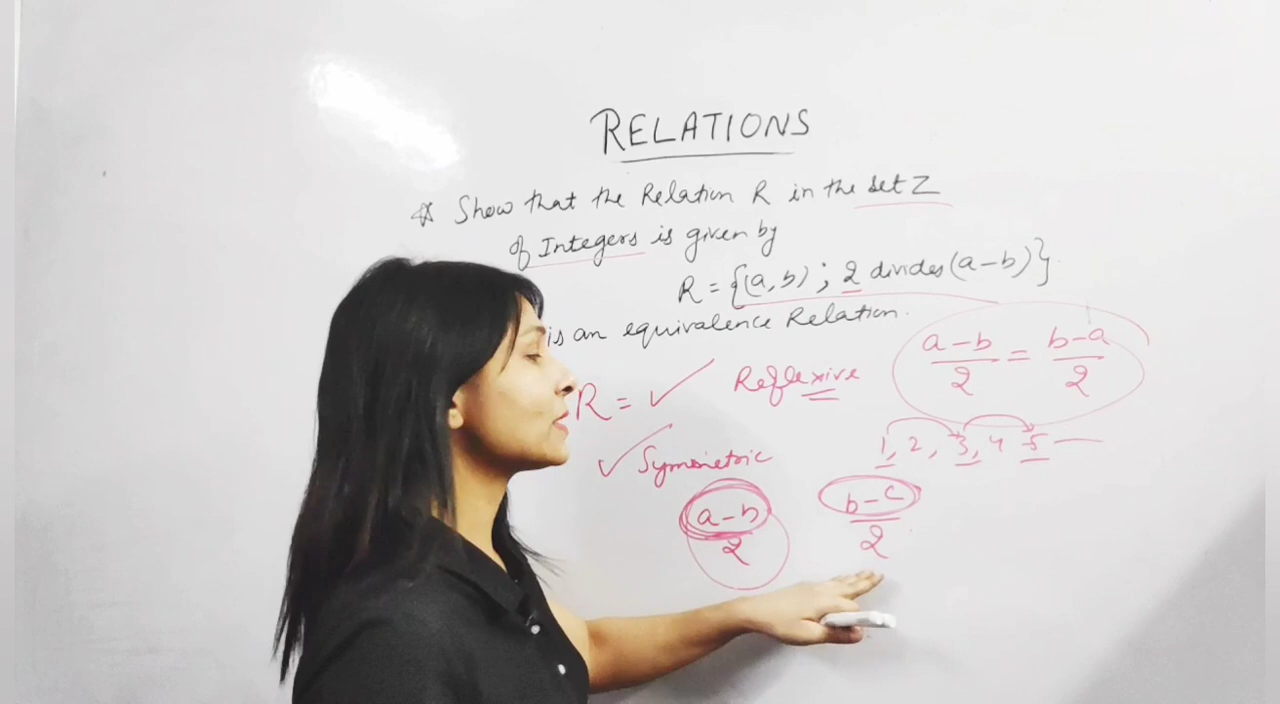 RELATIONS
☆ Show that the Relation R in the set Z
of Integers is given by
R = {(a, b) ; 2 divides (a-b)}.
is an equivalence Relation.
R = ✓ Reflexive
a-b/2 = b-a/2
1, 2, 3, 4 5 —
✓ Symmetric
a-b/2 b-c/2